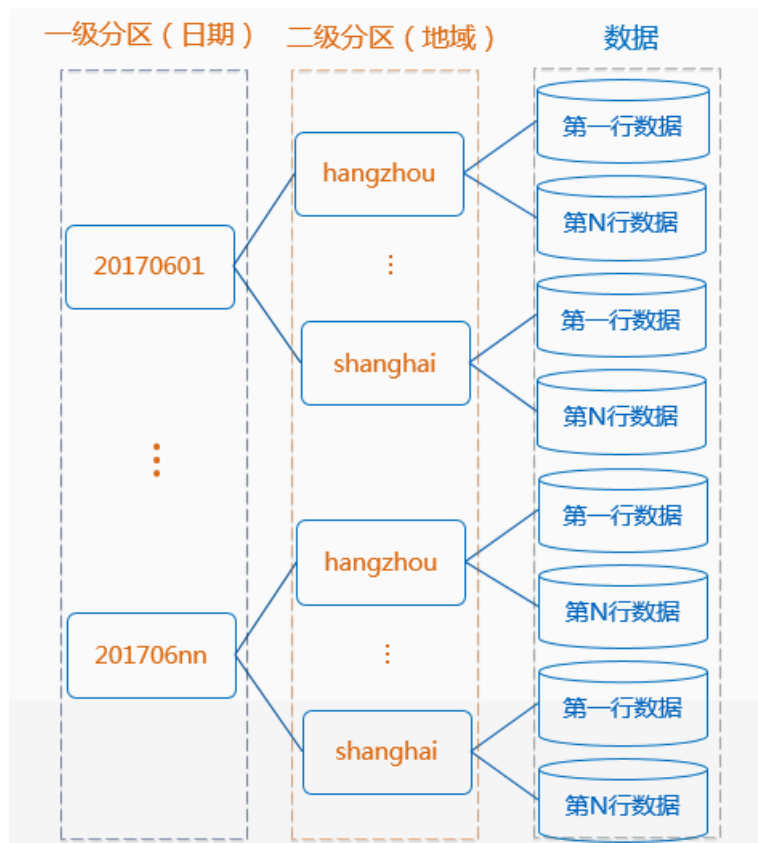 一级分区（日期）
二级分区（地域）
数据
第一行数据
hangzhou
第N行数据
20170601
第一行数据
shanghai
第N行数据
第一行数据
hangzhou
第N行数据
201706nn
第一行数据
shanghai
第N行数据